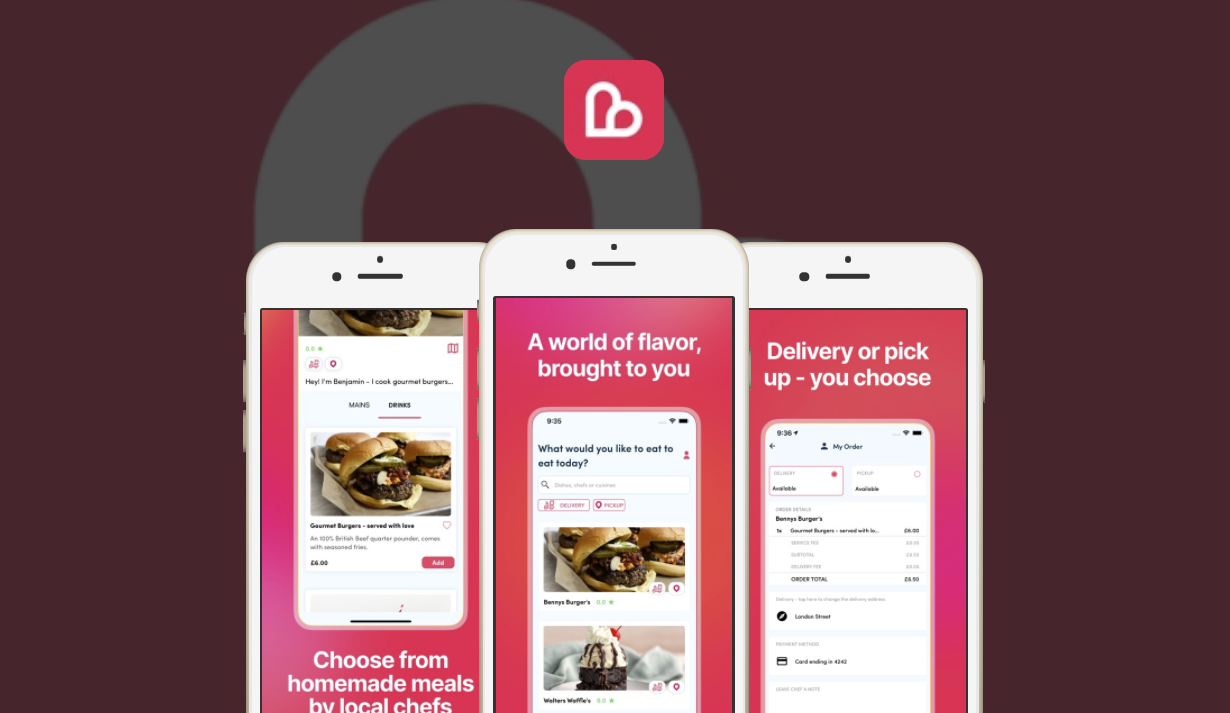 0.0
Hey! I'm Benjamin - I cook gourmet burgers...
MAINS DRINKS
Gourmet Burgers - served with love
An 100% British Beef quarter pounder, comes
with seasoned fries.
£6.00 Add
Choose from
homemade meals
by local chefs
A world of flavor,
brought to you
9:35
What would you like to eat to
eat today?
Dishes, chefs or cuisines
DELIVERY PICKUP
Bennys Burger's 0.0
Walters Waffle's 0.0
Delivery or pick
up - you choose
9:36
My Order
DELIVERY PICKUP
Available Available
ORDER DETAILS
Bennys Burger's
1x Gourmet Burgers - served with lo... £6.00
SERVICE FEE
SUBTOTAL
DELIVERY FEE
ORDER TOTAL £6.50
Delivery - tap here to change the delivery address
London Street
PAYMENT METHOD
Card ending in 4242
LEAVE CHEF A NOTE